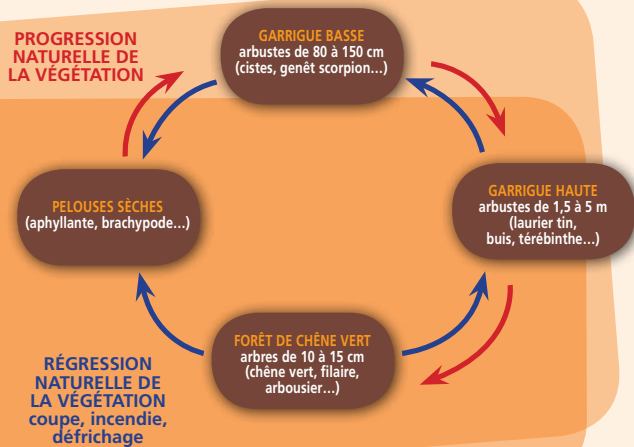 PROGRESSION
NATURELLE DE
LA VÉGÉTATION
GARRIGUE BASSE
arbustes de 80 à 150 cm
(cistes, genêt scorpion...)
PELOUSES SÈCHES
(aphyllante, brachypode...)
GARRIGUE HAUTE
arbustes de 1,5 à 5 m
(laurier tin,
buis, térébinthe...)
FORÊT DE CHÊNE VERT
arbres de 10 à 15 cm
(chêne vert, filaire,
arbousier...)
RÉGRESSION
NATURELLE DE
LA VÉGÉTATION
coupe, incendie,
défrichage